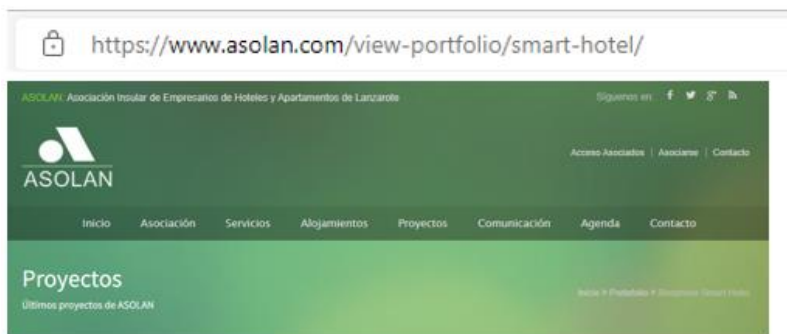 https://www.asolan.com/view-portfolio/smart-hotel/
ASOLAN: Asociación Insular de Empresarios de Hoteles y Apartamentos de Lanzarote
Síguenos en
ASOLAN
Acceso Asociados | Asociarse | Contacto
Inicio Asociación Servicios Alojamientos Proyectos Comunicación Agenda Contacto
Proyectos
Últimos proyectos de ASOLAN
Inicio » Portafolio » Smart Hotel